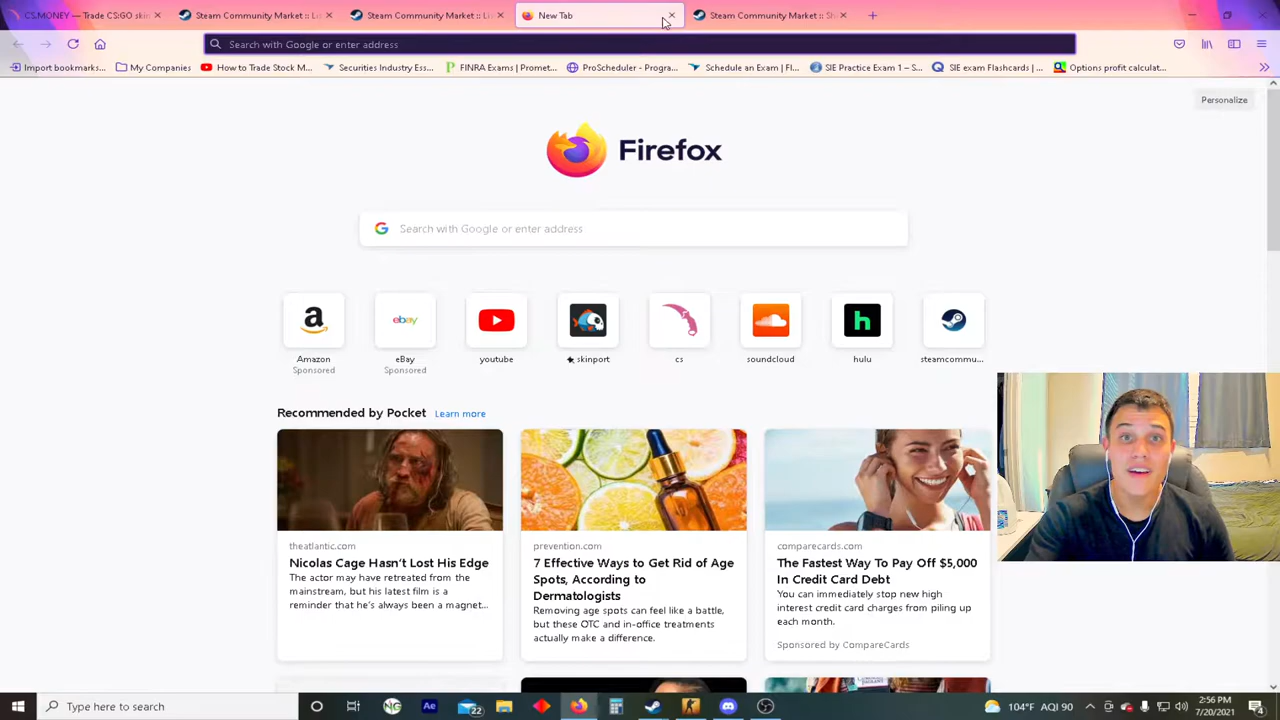 CS.MONEY — Trade CS:GO skin
Steam Community Market :: Li
Steam Community Market :: Li
New Tab
Steam Community Market :: Sh
Search with Google or enter address
Import bookmarks...
My Companies
How to Trade Stock M...
Securities Industry Ess...
FINRA Exams | Promet...
ProScheduler - Progra...
Schedule an Exam | FI...
SIE Practice Exam 1 – S...
SIE exam Flashcards | ...
Options profit calculat...
Personalize
Firefox
Search with Google or enter address
a
ebay
h
Amazon
Sponsored
eBay
Sponsored
youtube
skinport
cs
soundcloud
hulu
steamcommu...
Recommended by Pocket
Learn more
theatlantic.com
Nicolas Cage Hasn't Lost His Edge
The actor may have retreated from the
mainstream, but his latest film is a
reminder that he's always been a magnet...
prevention.com
7 Effective Ways to Get Rid of Age
Spots, According to
Dermatologists
Removing age spots can feel like a battle,
but these OTC and in-office treatments
actually make a difference.
comparecards.com
The Fastest Way To Pay Off $5,000
In Credit Card Debt
You can immediately stop new high
interest credit card charges from piling up
each month.
Sponsored by CompareCards
Type here to search
NG
Ae
22
104°F AQI 90
2:56 PM
7/20/2021
4